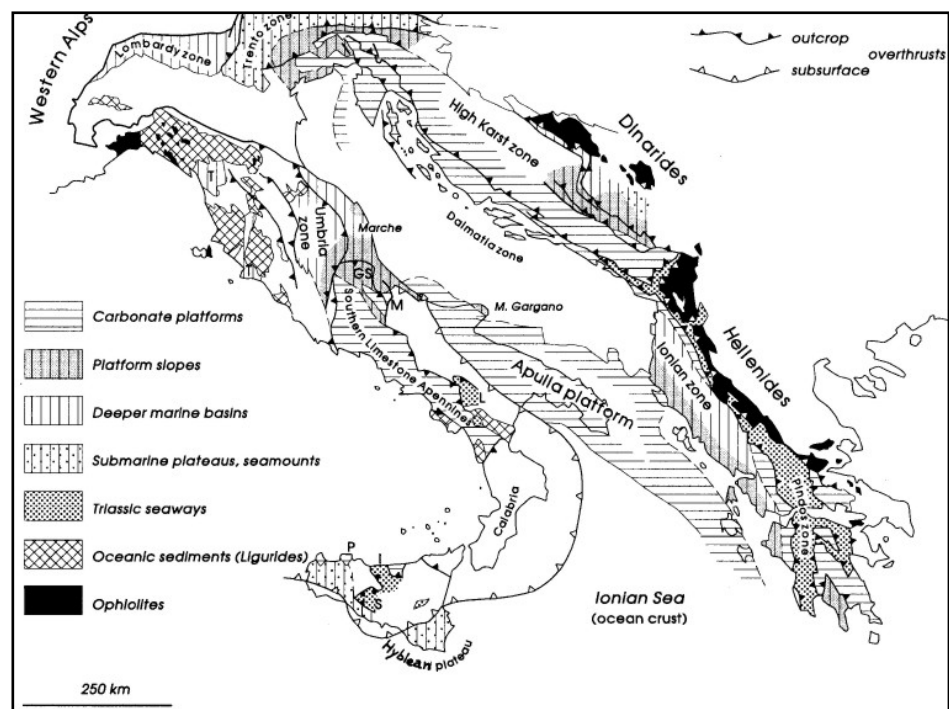 Western Alps
Lombardy zone
Trento zone
outcrop
overthrusts
subsurface
High Karst zone
Dinarides
Dalmatia zone
Umbria
zone
Marche
GS
M
T
T
M. Gargano
Southern Limestone Apennines
L
Apulia platform
Ionian zone
Hellenides
Pindos zone
Calabria
P
I
S
Hyblean plateau
Ionian Sea
(ocean crust)
Carbonate platforms
Platform slopes
Deeper marine basins
Submarine plateaus, seamounts
Triassic seaways
Oceanic sediments (Ligurides)
Ophiolites
250 km